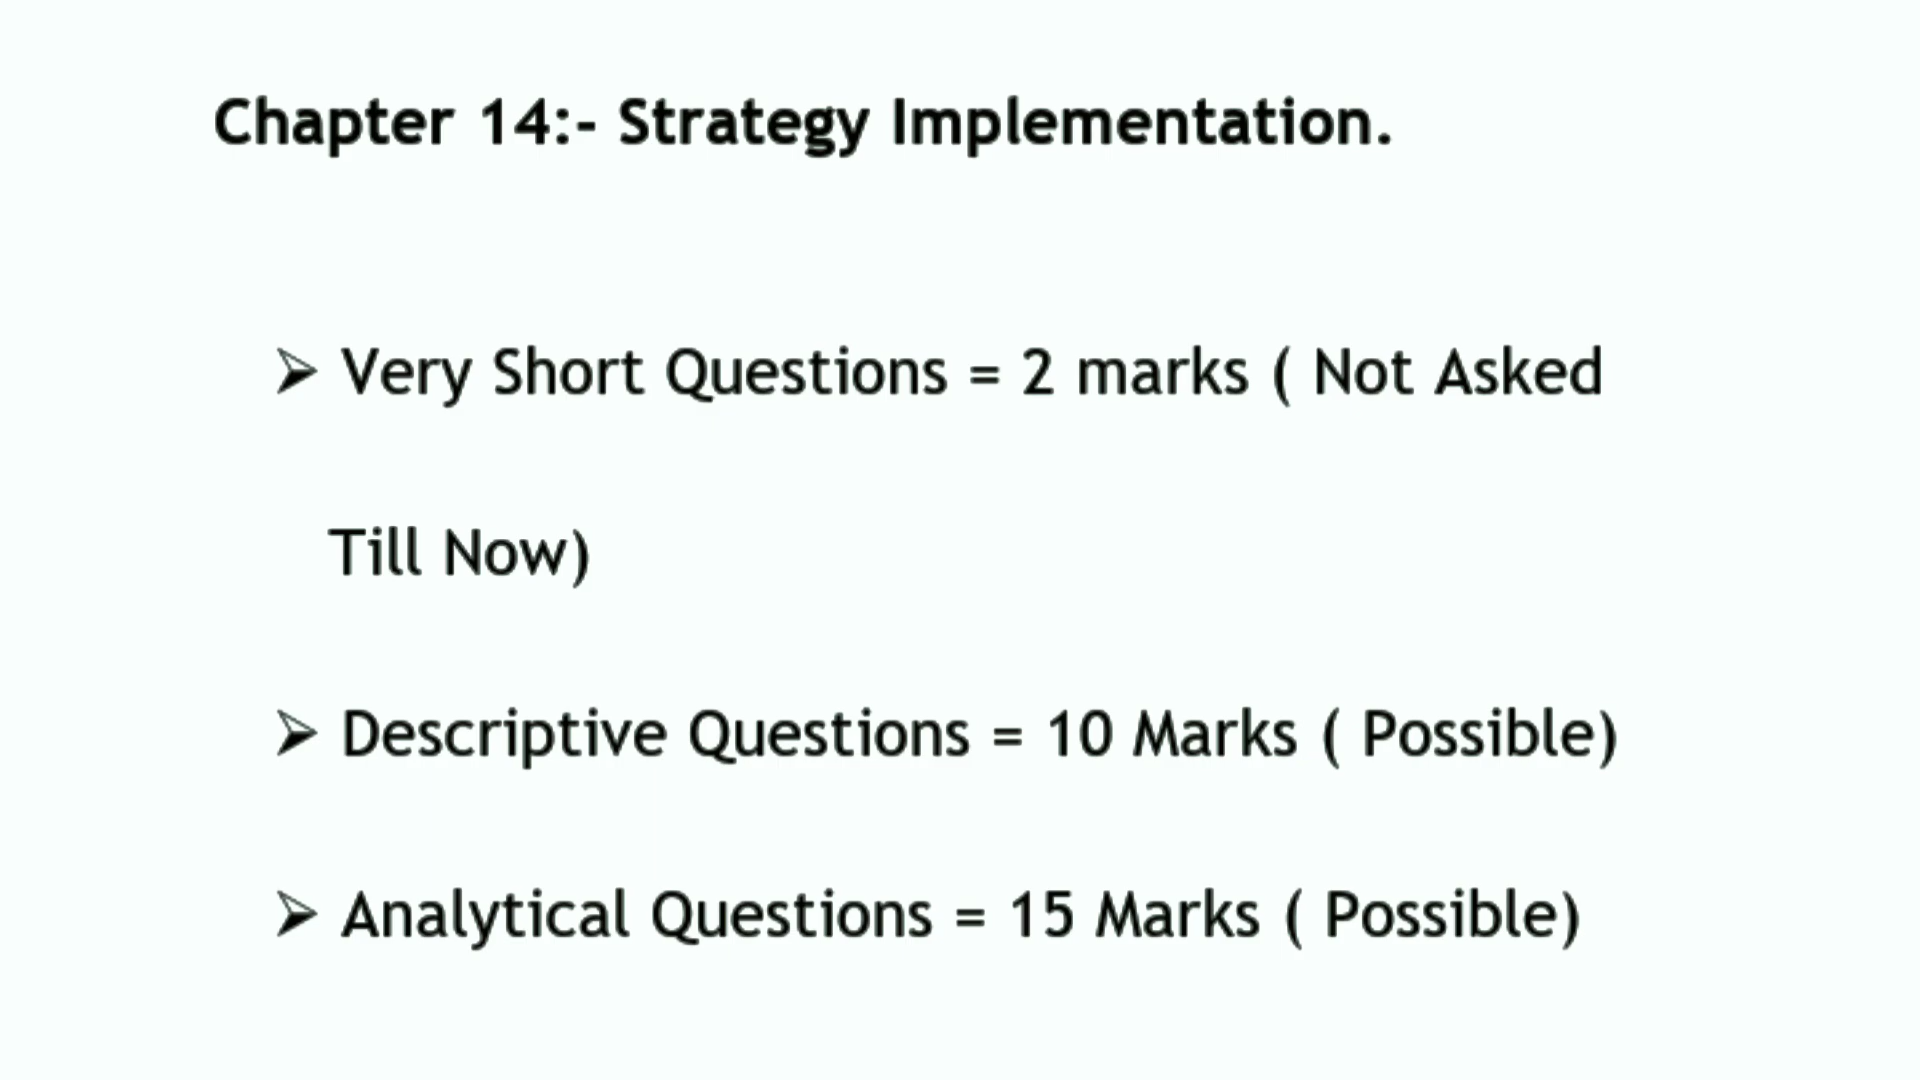 Chapter 14:- Strategy Implementation.
➢ Very Short Questions = 2 marks ( Not Asked
Till Now)
➢ Descriptive Questions = 10 Marks ( Possible)
➢ Analytical Questions = 15 Marks ( Possible)